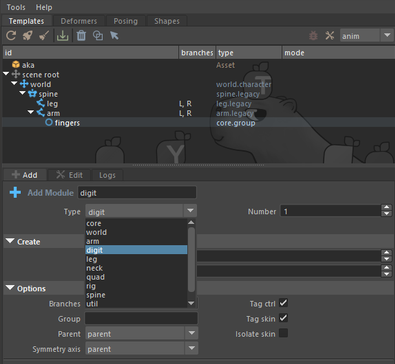 Tools Help
Templates Deformers Posing Shapes
anim
id branches type mode
aka Asset
scene root
world world.character
spine spine.legacy
leg L, R leg.legacy
arm L, R arm.legacy
fingers core.group
T
Y
Add Edit Logs
Add Module digit
Type digit Number 1
core
world
arm
digit
leg
neck
quad
rig
spine
util
Create
Options
Branches Tag ctrl
Group Tag skin
Parent parent Isolate skin
Symmetry axis parent